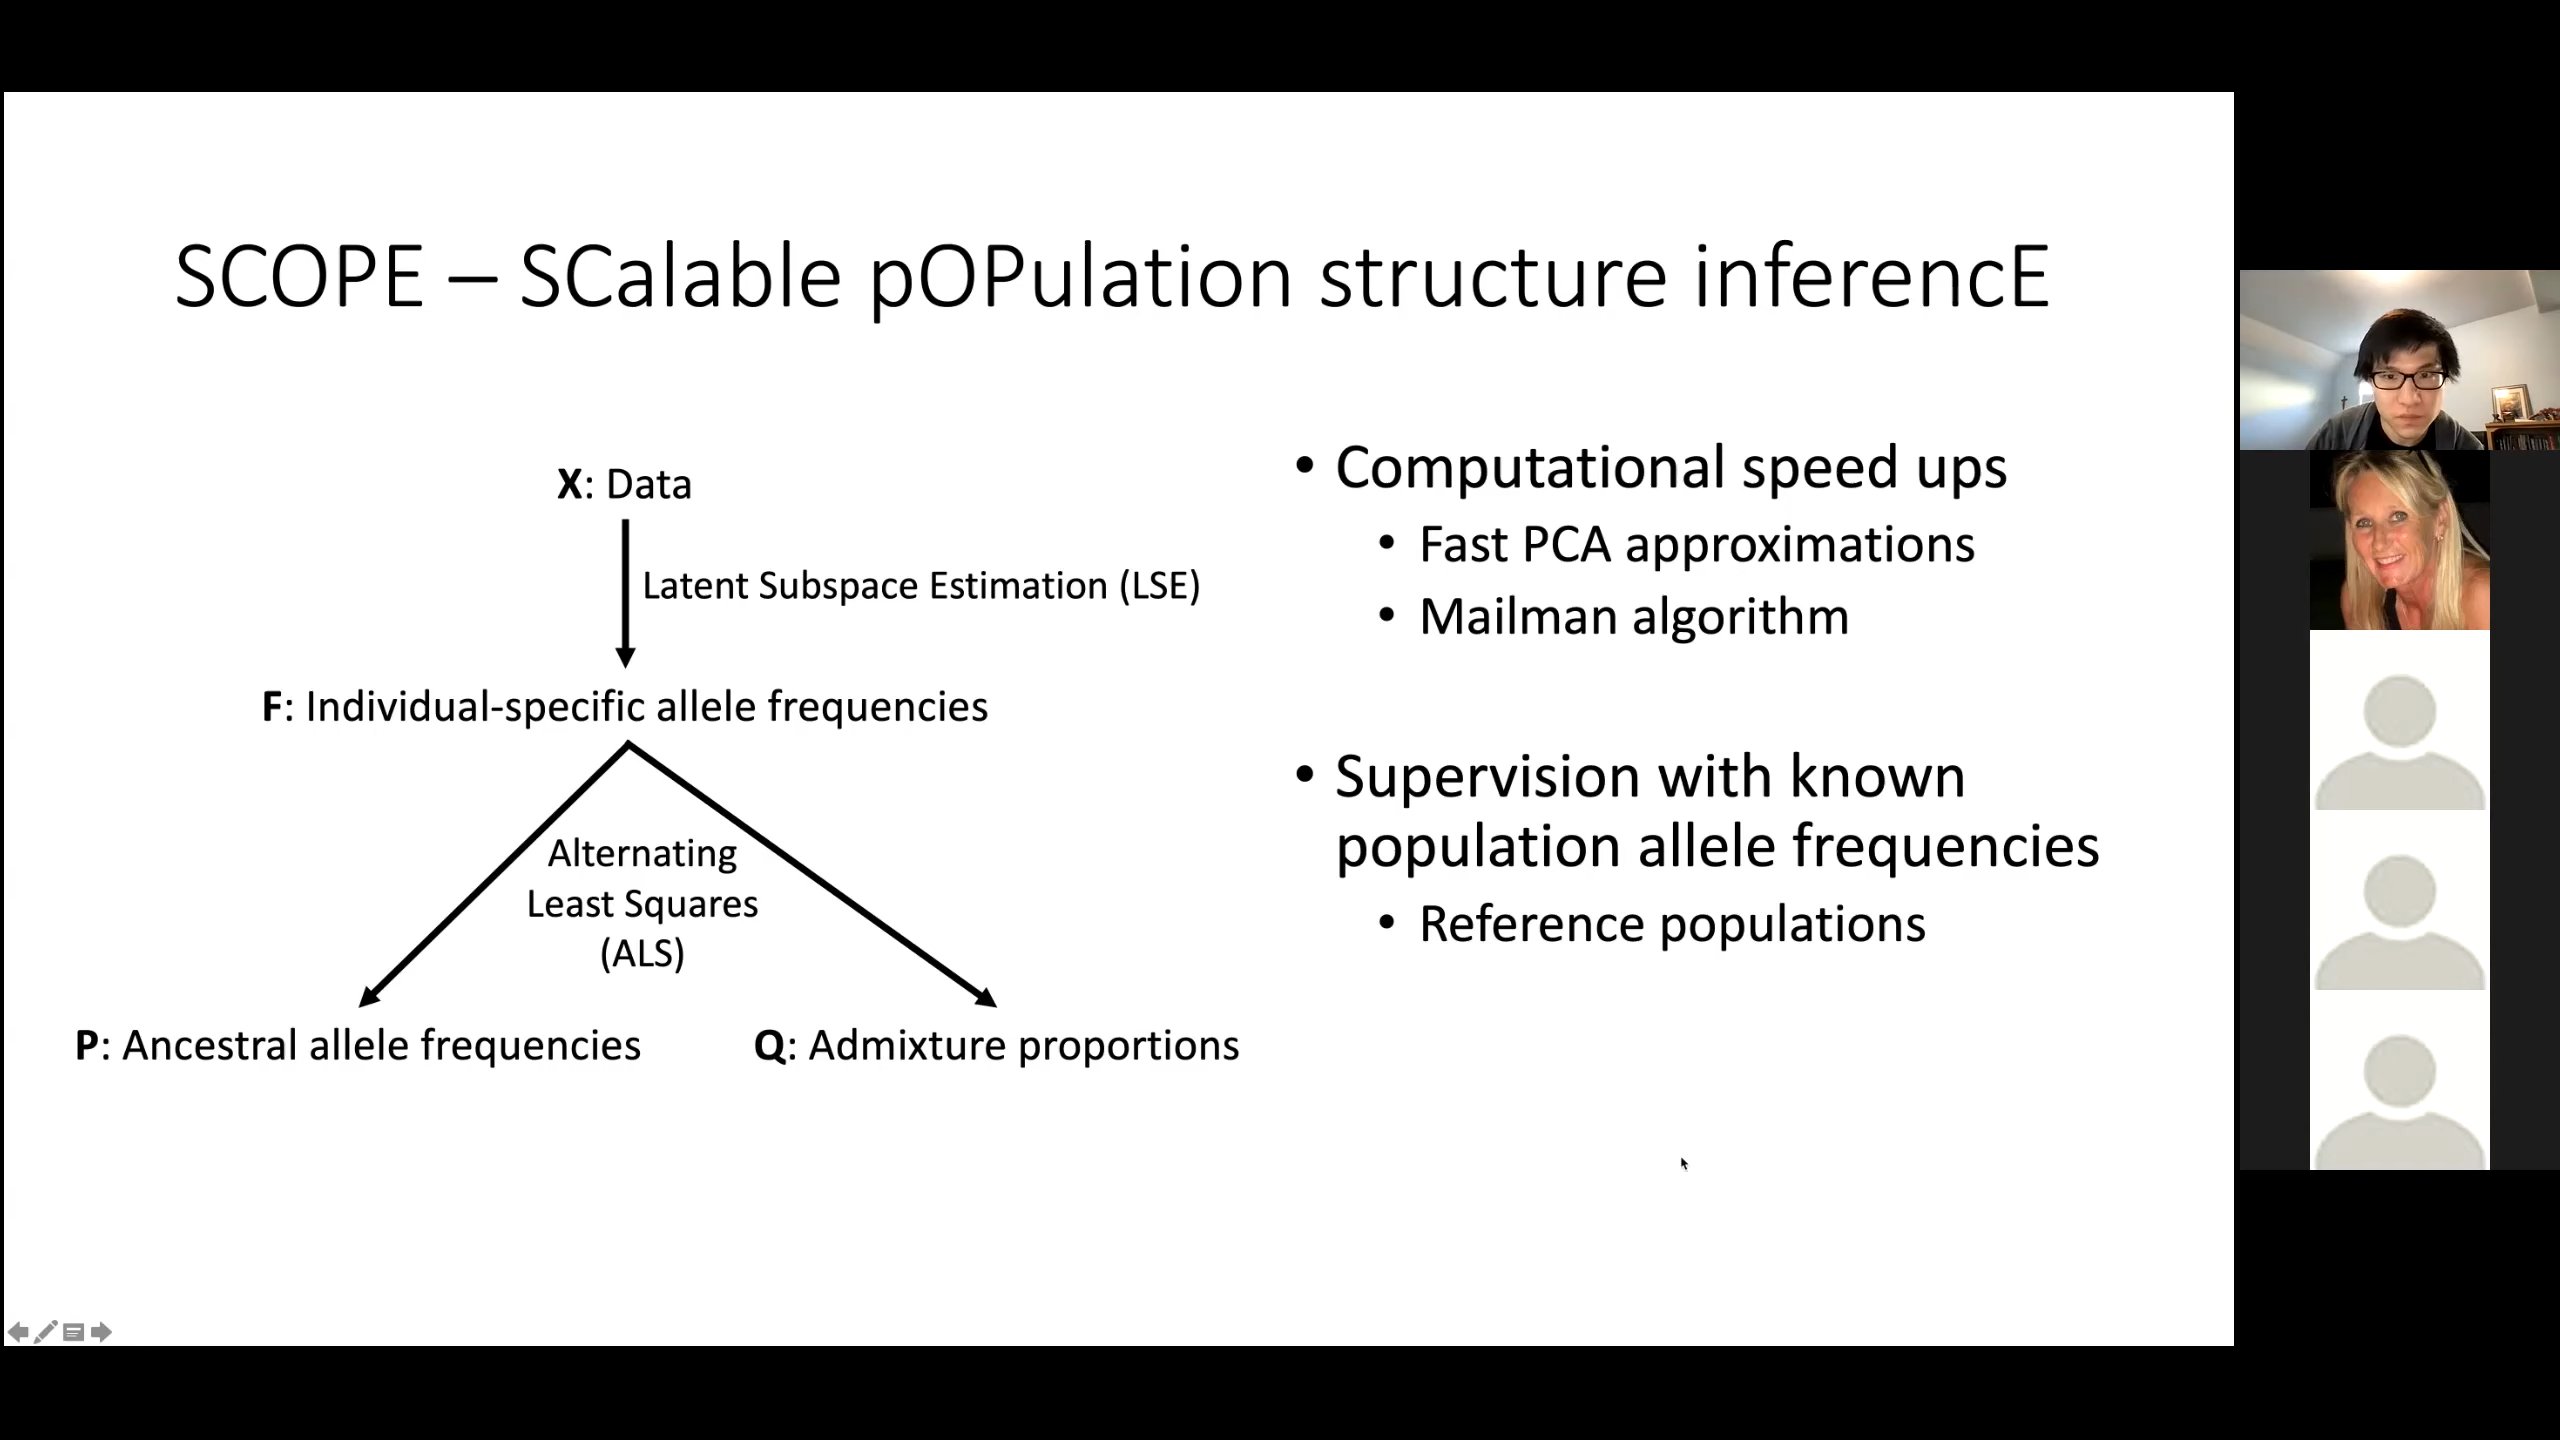 SCOPE – SCalable pOPulation structure inferencE
X: Data
Latent Subspace Estimation (LSE)
F: Individual-specific allele frequencies
Alternating
Least Squares
(ALS)
P: Ancestral allele frequencies
Q: Admixture proportions
• Computational speed ups
• Fast PCA approximations
• Mailman algorithm
• Supervision with known
population allele frequencies
• Reference populations